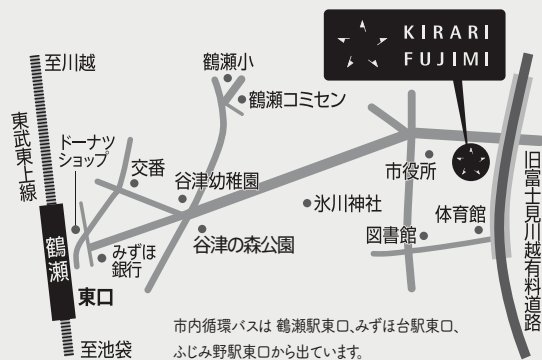 KIRARI
FUJIMI
至川越
東武東上線
鶴瀬
東口
至池袋
ドーナツ
ショップ
交番
みずほ
銀行
鶴瀬小
鶴瀬コミセン
谷津幼稚園
谷津の森公園
氷川神社
市役所
図書館
体育館
旧富士見川越有料道路
市内循環バスは 鶴瀬駅東口、みずほ台駅東口、
ふじみ野駅東口から出ています。